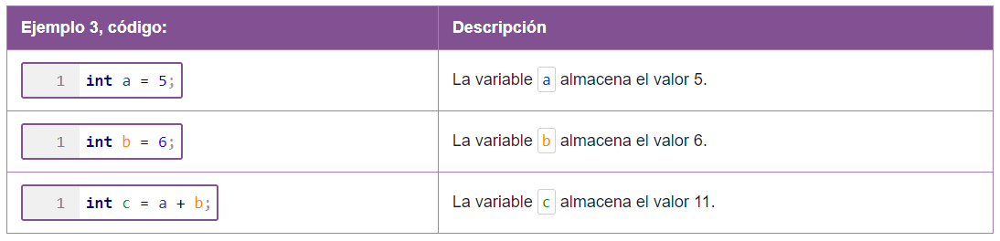 Ejemplo 3, código: Descripción
1 int a = 5; La variable a almacena el valor 5.
1 int b = 6; La variable b almacena el valor 6.
1 int c = a + b; La variable c almacena el valor 11.